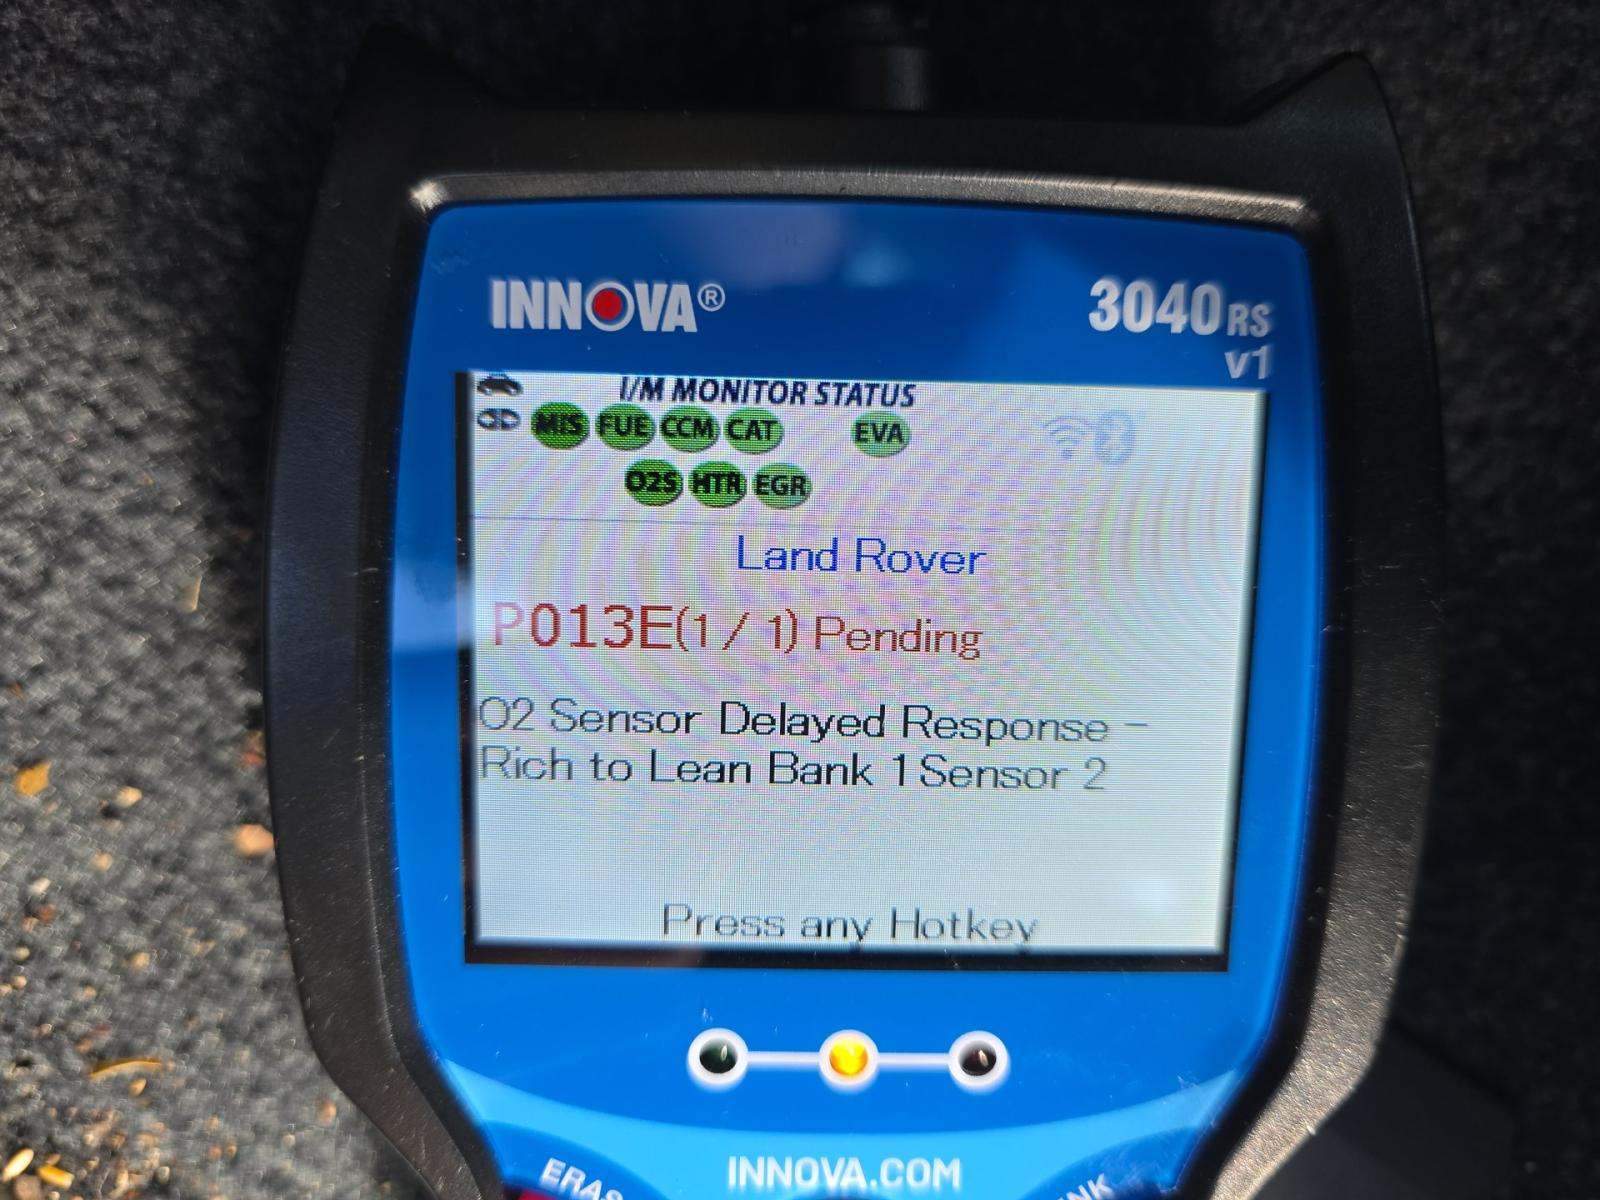 INNOVA®
3040RS
v1
I/M MONITOR STATUS
MIS FUE CCM CAT EVA
O2S HTR EGR
Land Rover
P013E(1 / 1) Pending
O2 Sensor Delayed Response –
Rich to Lean Bank 1 Sensor 2
Press any Hotkey
INNOVA.COM
ERAS